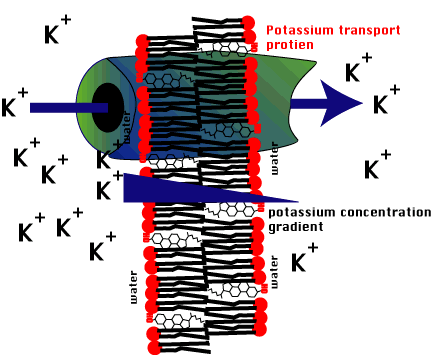 K+
Potassium transport
protien
K+
K+
K+
water
K+
K+
water
K+
K+
K+
potassium concentration
gradient
K+
K+
K+
K+
water
water